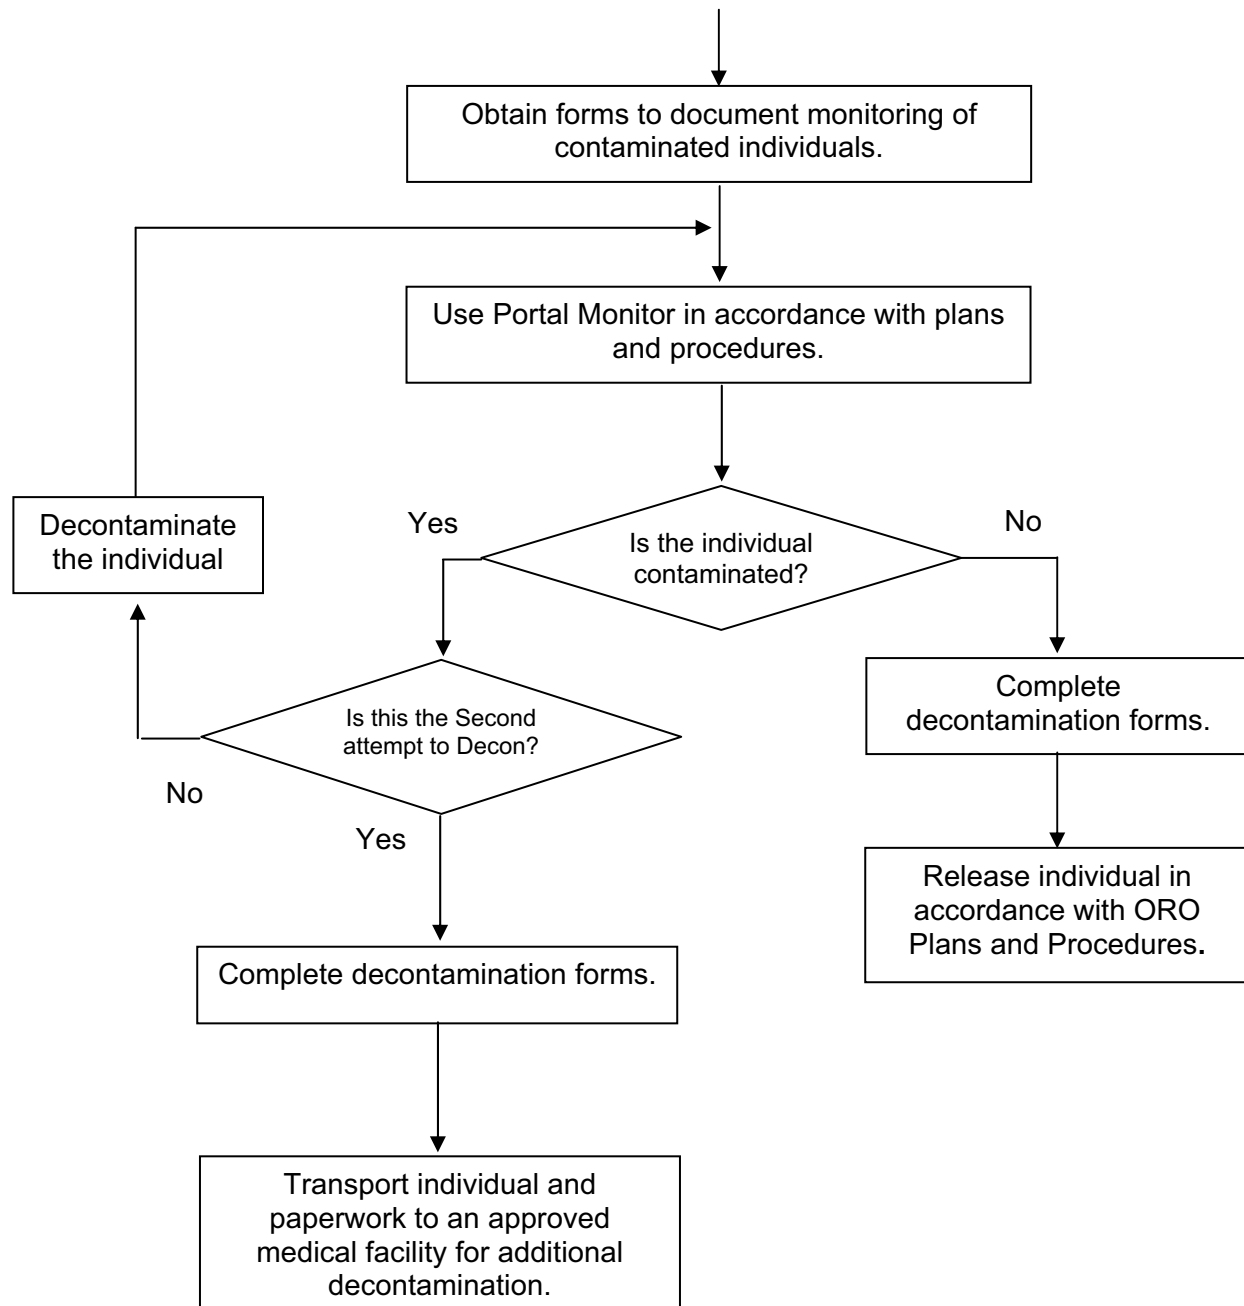 Obtain forms to document monitoring of
contaminated individuals.
Use Portal Monitor in accordance with plans
and procedures.
Decontaminate
the individual
Yes
Is the individual
contaminated?
No
Is this the Second
attempt to Decon?
No
Yes
Complete
decontamination forms.
Release individual in
accordance with ORO
Plans and Procedures.
Complete decontamination forms.
Transport individual and
paperwork to an approved
medical facility for additional
decontamination.